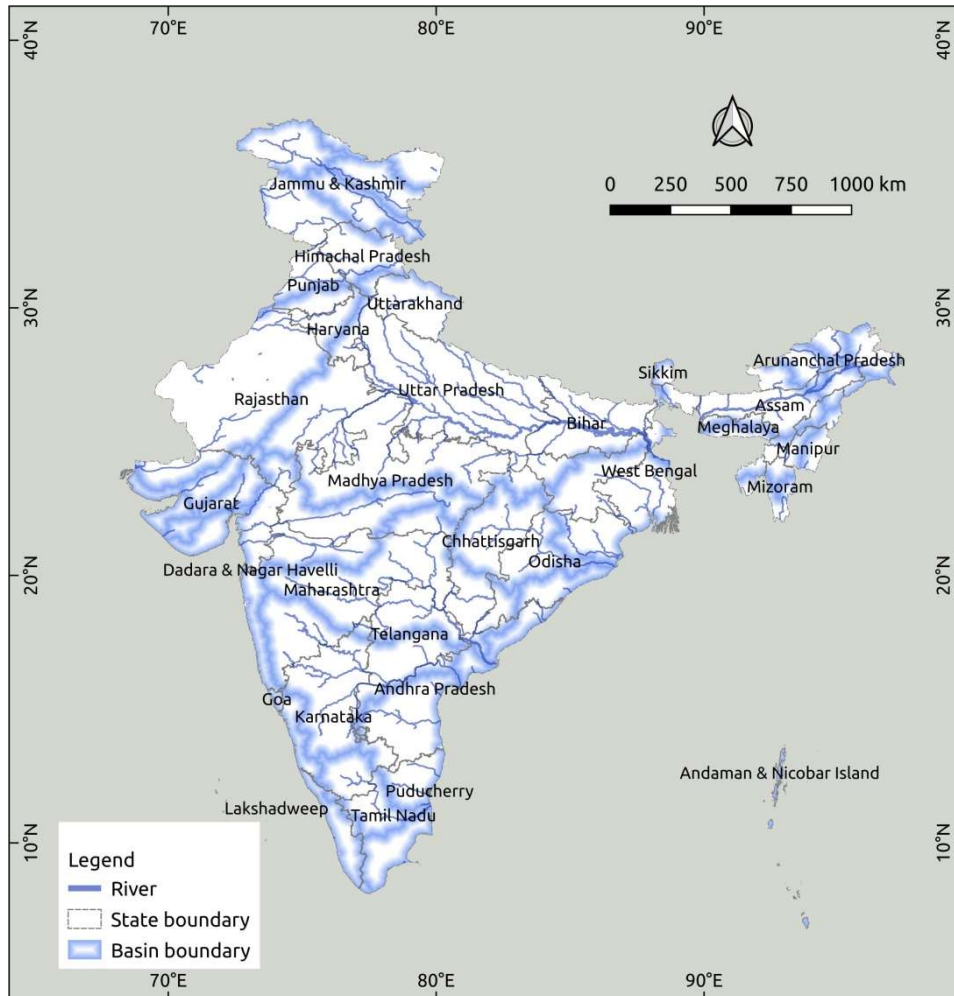 70°E 80°E 90°E
40°N
40°N
0 250 500 750 1000 km
Jammu & Kashmir
Himachal Pradesh
Punjab
Uttarakhand
30°N
30°N
Haryana
Arunanchal Pradesh
Sikkim
Uttar Pradesh
Rajasthan
Assam
Bihar
Meghalaya
Manipur
West Bengal
Madhya Pradesh
Mizoram
Gujarat
Chhattisgarh
Odisha
20°N
20°N
Dadara & Nagar Havelli
Maharashtra
Telangana
Andhra Pradesh
Goa
Karnataka
Andaman & Nicobar Island
Puducherry
Lakshadweep
Tamil Nadu
10°N
10°N
Legend
River
State boundary
Basin boundary
70°E 80°E 90°E